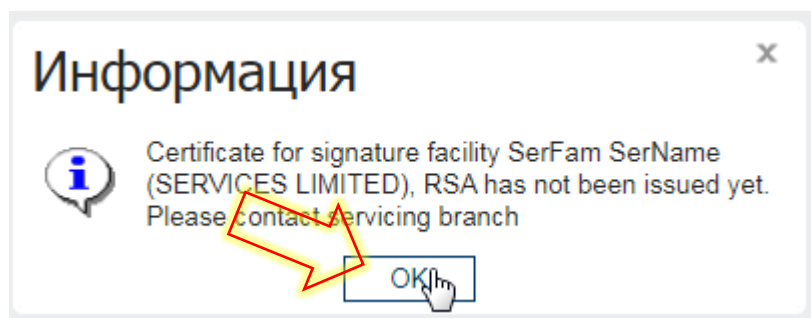 Информация
x
Certificate for signature facility SerFam SerName
(SERVICES LIMITED), RSA has not been issued yet.
Please contact servicing branch
OK